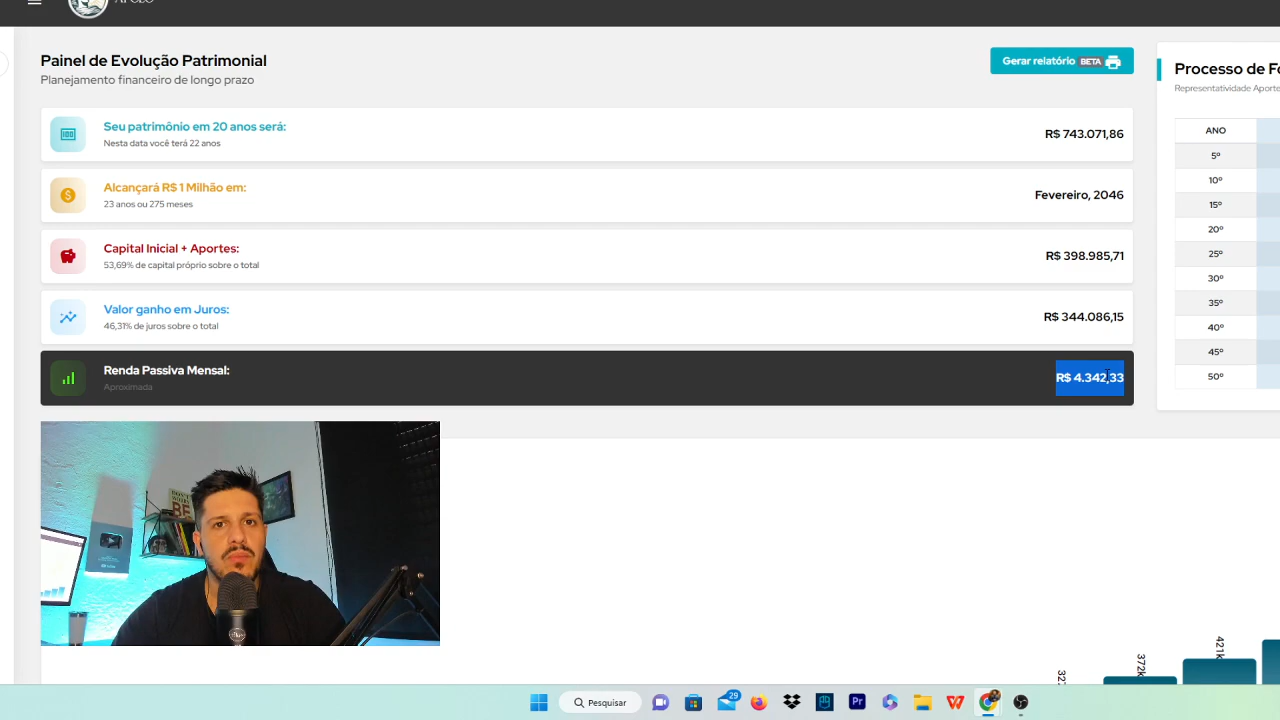 Painel de Evolução Patrimonial
Planejamento financeiro de longo prazo
Gerar relatório BETA
Seu patrimônio em 20 anos será:
Nesta data você terá 22 anos
R$ 743.071,86
Alcançará R$ 1 Milhão em:
23 anos ou 275 meses
Fevereiro, 2046
Capital Inicial + Aportes:
53,69% de capital próprio sobre o total
R$ 398.985,71
Valor ganho em Juros:
46,31% de juros sobre o total
R$ 344.086,15
Renda Passiva Mensal:
Aproximada
R$ 4.342,33
Processo de Fo
Representatividade Aporte
ANO
5º
10º
15º
20º
25º
30º
35º
40º
45º
50º
372k
421k
Pesquisar
29